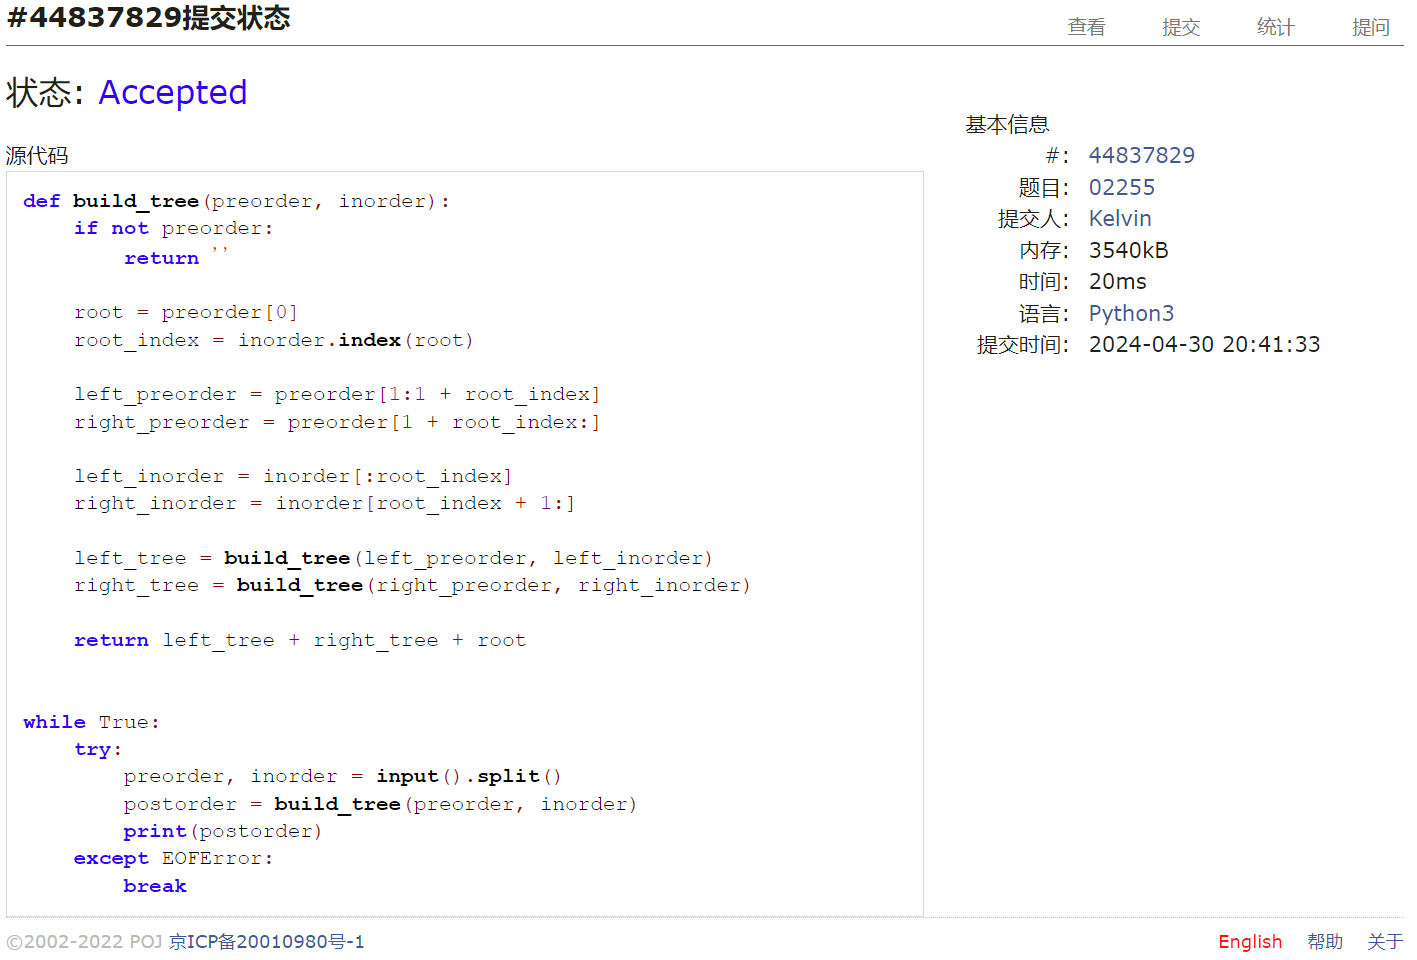 #44837829提交状态
查看 提交 统计 提问
状态: Accepted
源代码
def build_tree(preorder, inorder):
    if not preorder:
        return ''

    root = preorder[0]
    root_index = inorder.index(root)

    left_preorder = preorder[1:1 + root_index]
    right_preorder = preorder[1 + root_index:]

    left_inorder = inorder[:root_index]
    right_inorder = inorder[root_index + 1:]

    left_tree = build_tree(left_preorder, left_inorder)
    right_tree = build_tree(right_preorder, right_inorder)

    return left_tree + right_tree + root


while True:
    try:
        preorder, inorder = input().split()
        postorder = build_tree(preorder, inorder)
        print(postorder)
    except EOFError:
        break
基本信息
#: 44837829
题目: 02255
提交人: Kelvin
内存: 3540kB
时间: 20ms
语言: Python3
提交时间: 2024-04-30 20:41:33
©2002-2022 POJ 京ICP备20010980号-1
English 帮助 关于